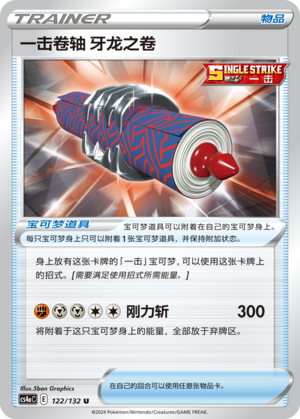 TRAINER
物品
一击卷轴 牙龙之卷
SINGLE STRIKE
一击
宝可梦道具
宝可梦道具可以附着在自己的宝可梦身上。
每只宝可梦身上只可以附着1张宝可梦道具，并保持附加状态。
身上放有这张卡牌的「一击」宝可梦，可以使用这张卡牌上
的招式。[需要满足使用招式所需能量。]
刚力斩 300
将附着于这只宝可梦身上的能量，全部放于弃牌区。
Illus.5ban Graphics
CS4aC E 122/132 U
在自己的回合可以使用任意张物品卡。
©2024 Pokémon/Nintendo/Creatures/GAME FREAK.